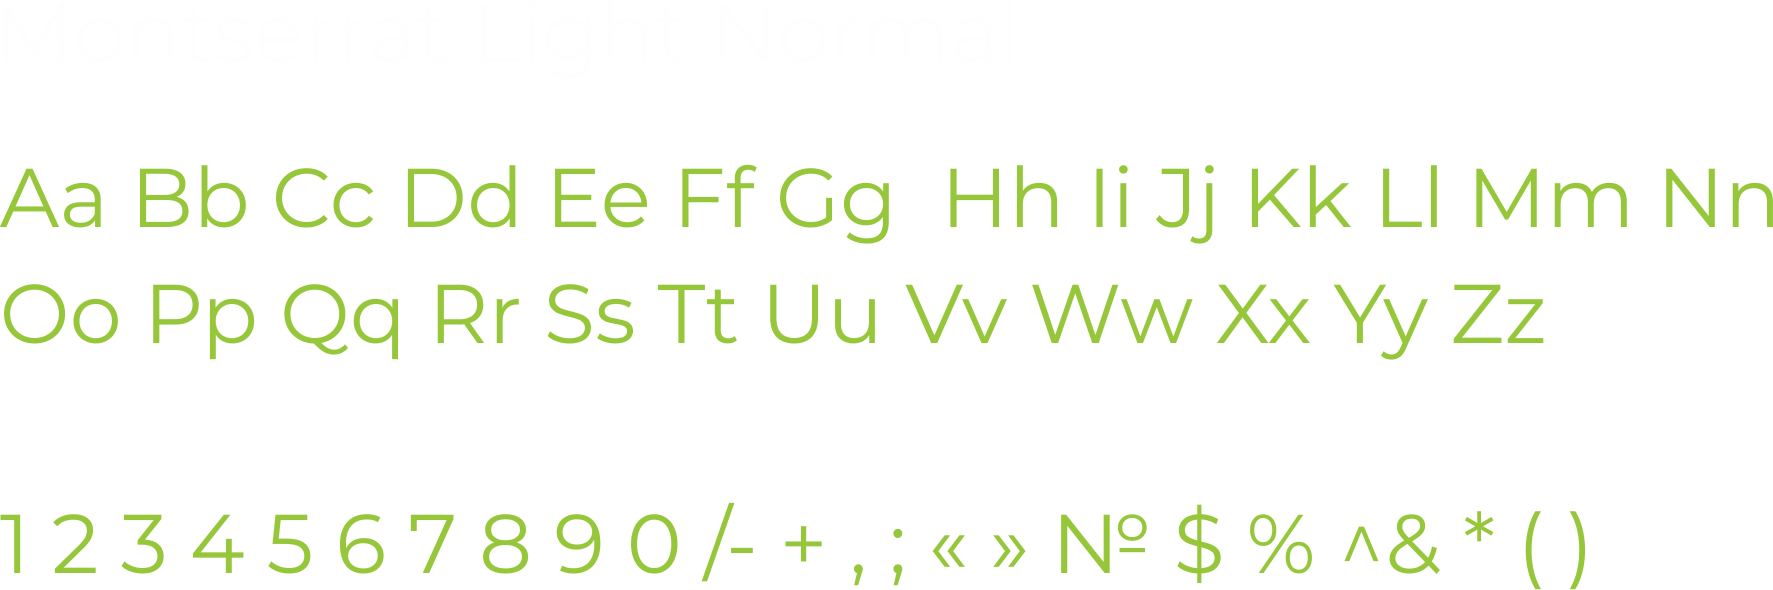 Montserrat Light Normal
Aa Bb Cc Dd Ee Ff Gg Hh Ii Jj Kk Ll Mm Nn
Oo Pp Qq Rr Ss Tt Uu Vv Ww Xx Yy Zz
1 2 3 4 5 6 7 8 9 0 /- + , ; « » № $ % ^& * ( )